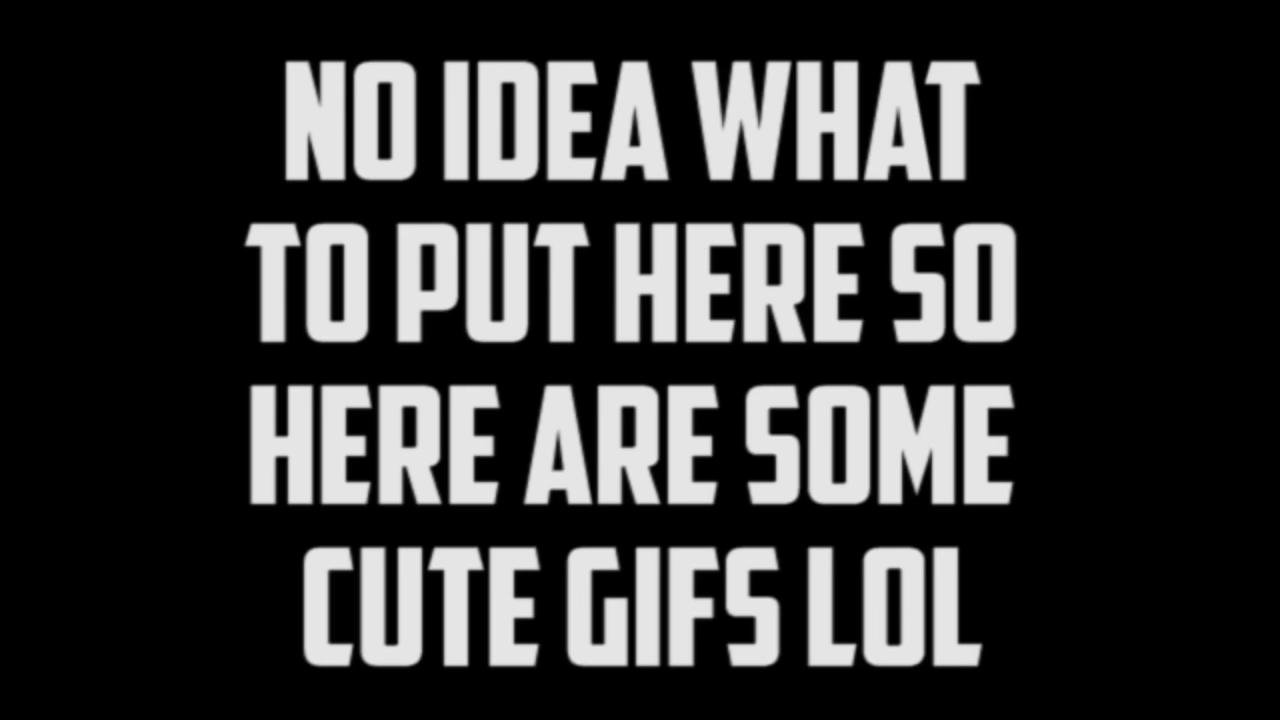 NO IDEA WHAT
TO PUT HERE SO
HERE ARE SOME
CUTE GIFS LOL